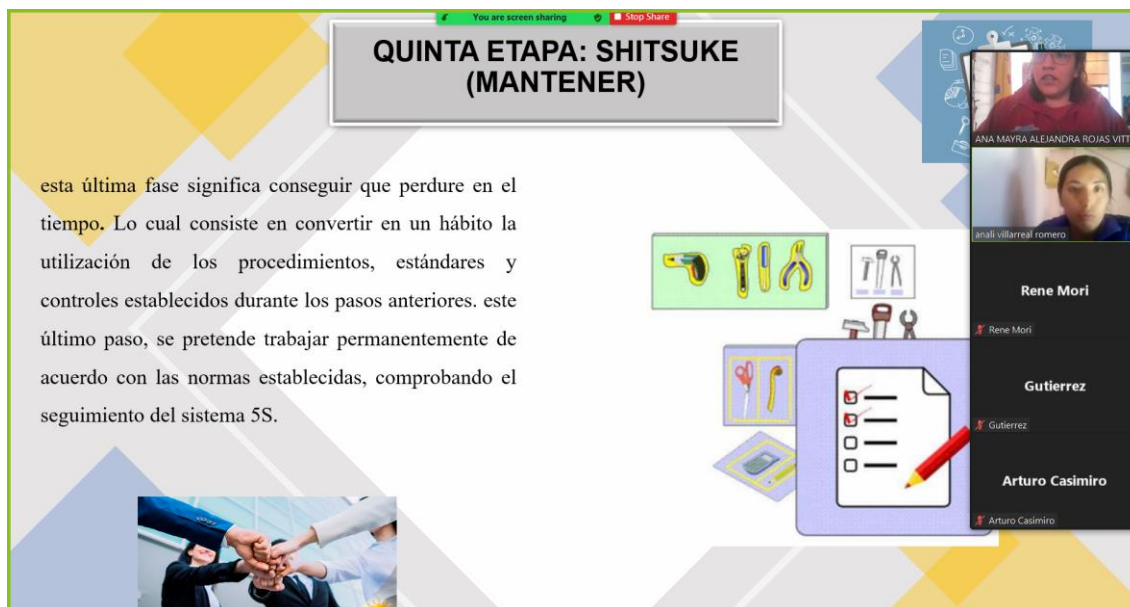 You are screen sharing
Stop Share
QUINTA ETAPA: SHITSUKE
(MANTENER)
esta última fase significa conseguir que perdure en el
tiempo. Lo cual consiste en convertir en un hábito la
utilización de los procedimientos, estándares y
controles establecidos durante los pasos anteriores. este
último paso, se pretende trabajar permanentemente de
acuerdo con las normas establecidas, comprobando el
seguimiento del sistema 5S.
ANA MAYRA ALEJANDRA ROJAS VITT
anali villarreal romero
Rene Mori
Rene Mori
Gutierrez
Gutierrez
Arturo Casimiro
Arturo Casimiro